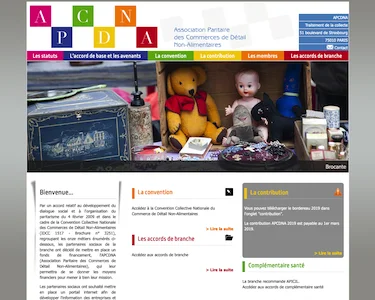 A C N A
P D A
Association Paritaire
des Commerces de Détail
Non-Alimentaires
APCDNA
Traitement de la collecte
51 boulevard de Strasbourg
75010 PARIS
Contact
Les statuts
L'accord de base et les avenants
La convention
La contribution
Les membres
Les accords de branche
Brocante
Bienvenue...
Par un accord relatif au développement du
dialogue social et à l'organisation du
paritarisme du 4 février 2009 et dans le
cadre de la Convention Collective Nationale
des Commerces de Détail Non-Alimentaires
(IDCC 1517 - Brochure n° 3251),
regroupant les onze métiers énumérés ci-
dessous, les partenaires sociaux de la
branche ont décidé de mettre en place un
fonds de financement, l'APCDNA
(Association Paritaire des Commerces de
Détail Non-Alimentaires), qui leur
permettra de se donner les moyens
financiers pour mener à bien leur mission.
Les partenaires sociaux ont souhaité mettre
en place un portail internet afin de
développer l'information des entreprises et
La convention
Accédez à la Convention Collective Nationale du
Commerce de Détail Non-Alimentaires
> Lire la suite
Les accords de branche
Accédez aux accords de branche
> Lire la suite
La contribution
Vous pouvez télécharger le bordereau 2019 dans
l'onglet "contribution".
La contribution APCDNA 2019 est payable au 1er mars
2019.
> Lire la suite
Complémentaire santé
La branche recommande APICIL.
Accédez aux accords de complémentaire santé